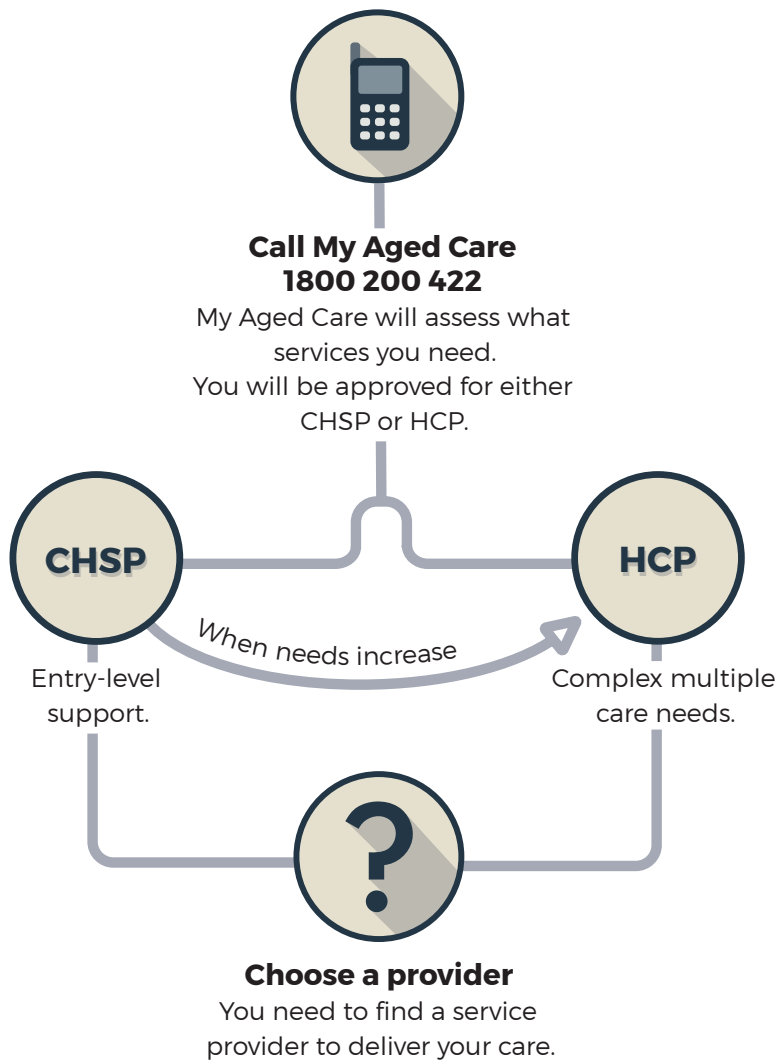 Call My Aged Care
1800 200 422
My Aged Care will assess what
services you need.
You will be approved for either
CHSP or HCP.
CHSP
HCP
When needs increase
Entry-level
support.
Complex multiple
care needs.
?
Choose a provider
You need to find a service
provider to deliver your care.